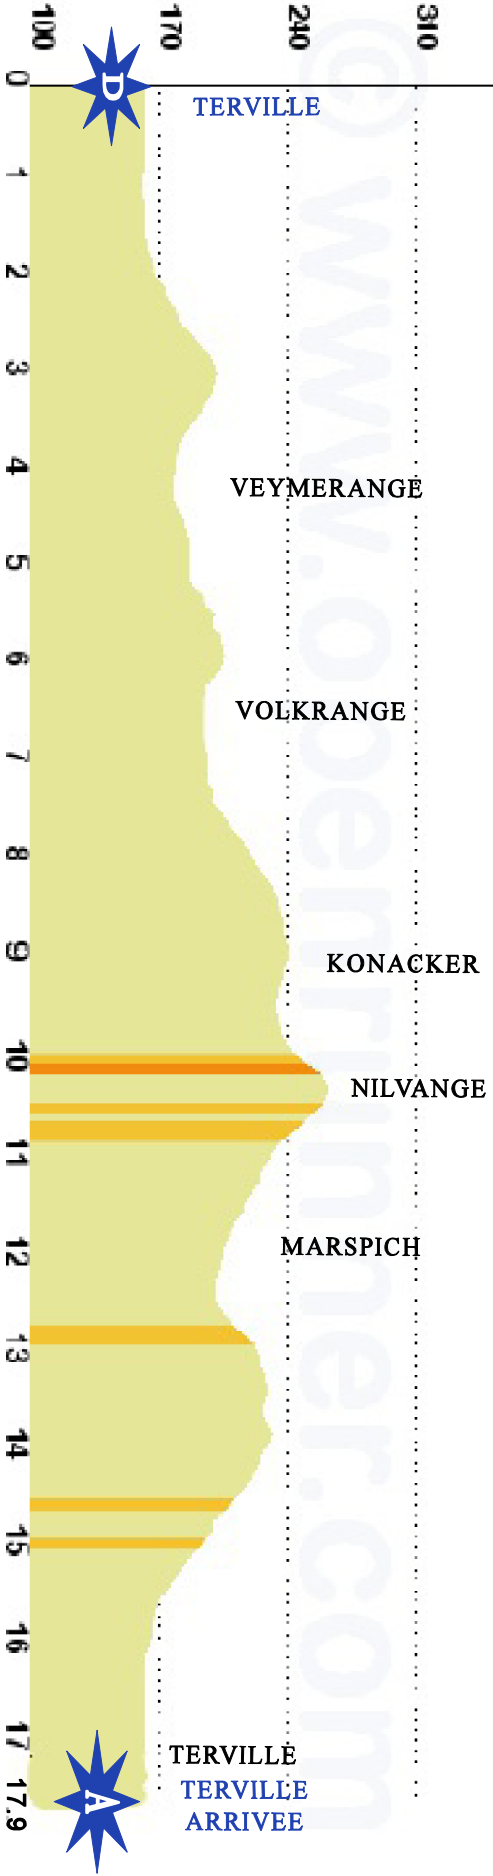 100 170 240 310
0
D
TERVILLE
1
2
3
4
VEYMERANGE
5
6
VOLKRANGE
7
8
9
KONACKER
10
NILVANGE
11
12
MARSPICH
13
14
15
16
17
TERVILLE
TERVILLE
ARRIVEE
A
17.9
© www.openrunner.com